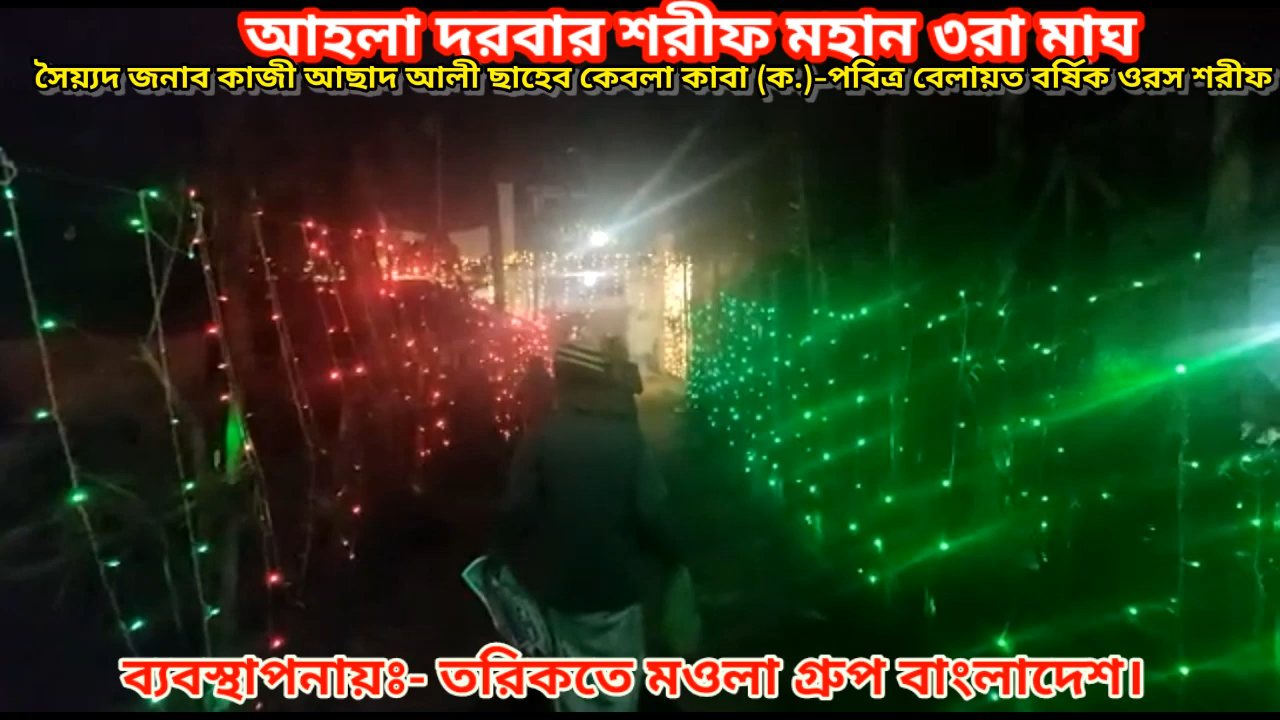 আহলা দরবার শরীফ মহান ৩রা মাঘ
সৈয়্যদ জনাব কাজী আছাদ আলী ছাহেব কেবলা কাবা (ক.)-পবিত্র বেলায়ত বর্ষিক ওরস শরীফ
ব্যবস্থাপনায়ঃ- তরিকতে মওলা গ্রুপ বাংলাদেশ।